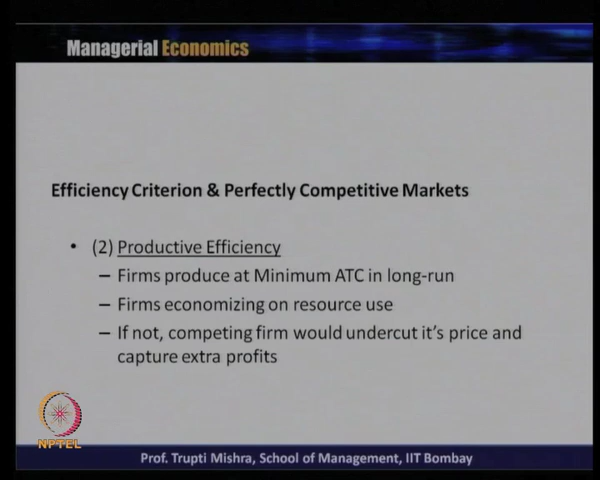 Managerial Economics
Efficiency Criterion & Perfectly Competitive Markets
• (2) Productive Efficiency
– Firms produce at Minimum ATC in long-run
– Firms economizing on resource use
– If not, competing firm would undercut it's price and
capture extra profits
NPTEL
Prof. Trupti Mishra, School of Management, IIT Bombay